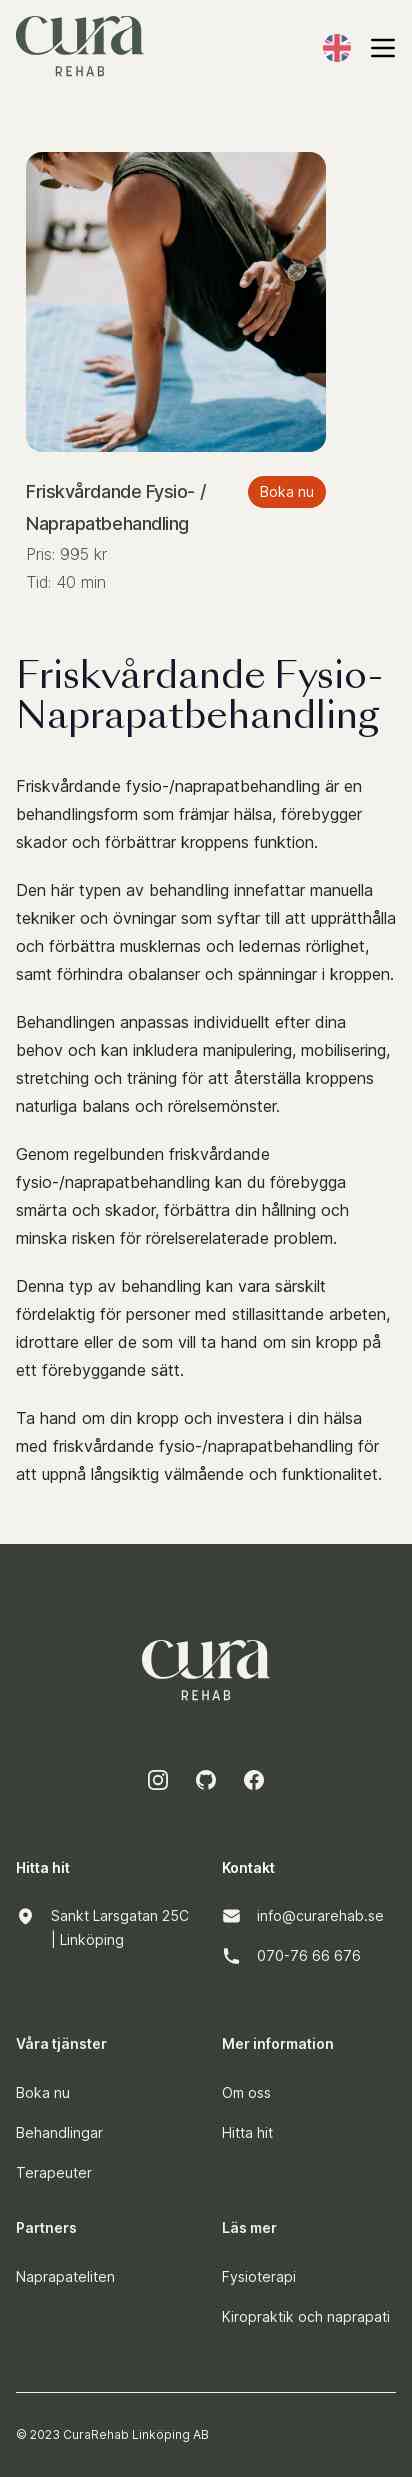 cura
REHAB
Friskvårdande Fysio- /
Naprapatbehandling
Boka nu
Pris: 995 kr
Tid: 40 min
Friskvårdande Fysio-
Naprapatbehandling
Friskvårdande fysio-/naprapatbehandling är en
behandlingsform som främjar hälsa, förebygger
skador och förbättrar kroppens funktion.
Den här typen av behandling innefattar manuella
tekniker och övningar som syftar till att upprätthålla
och förbättra musklernas och ledernas rörlighet,
samt förhindra obalanser och spänningar i kroppen.
Behandlingen anpassas individuellt efter dina
behov och kan inkludera manipulering, mobilisering,
stretching och träning för att återställa kroppens
naturliga balans och rörelsemönster.
Genom regelbunden friskvårdande
fysio-/naprapatbehandling kan du förebygga
smärta och skador, förbättra din hållning och
minska risken för rörelserelaterade problem.
Denna typ av behandling kan vara särskilt
fördelaktig för personer med stillasittande arbeten,
idrottare eller de som vill ta hand om sin kropp på
ett förebyggande sätt.
Ta hand om din kropp och investera i din hälsa
med friskvårdande fysio-/naprapatbehandling för
att uppnå långsiktig välmående och funktionalitet.
cura
REHAB
Hitta hit
Sankt Larsgatan 25C
| Linköping
Kontakt
info@curarehab.se
070-76 66 676
Våra tjänster
Boka nu
Behandlingar
Terapeuter
Mer information
Om oss
Hitta hit
Partners
Naprapateliten
Läs mer
Fysioterapi
Kiropraktik och naprapati
© 2023 CuraRehab Linköping AB